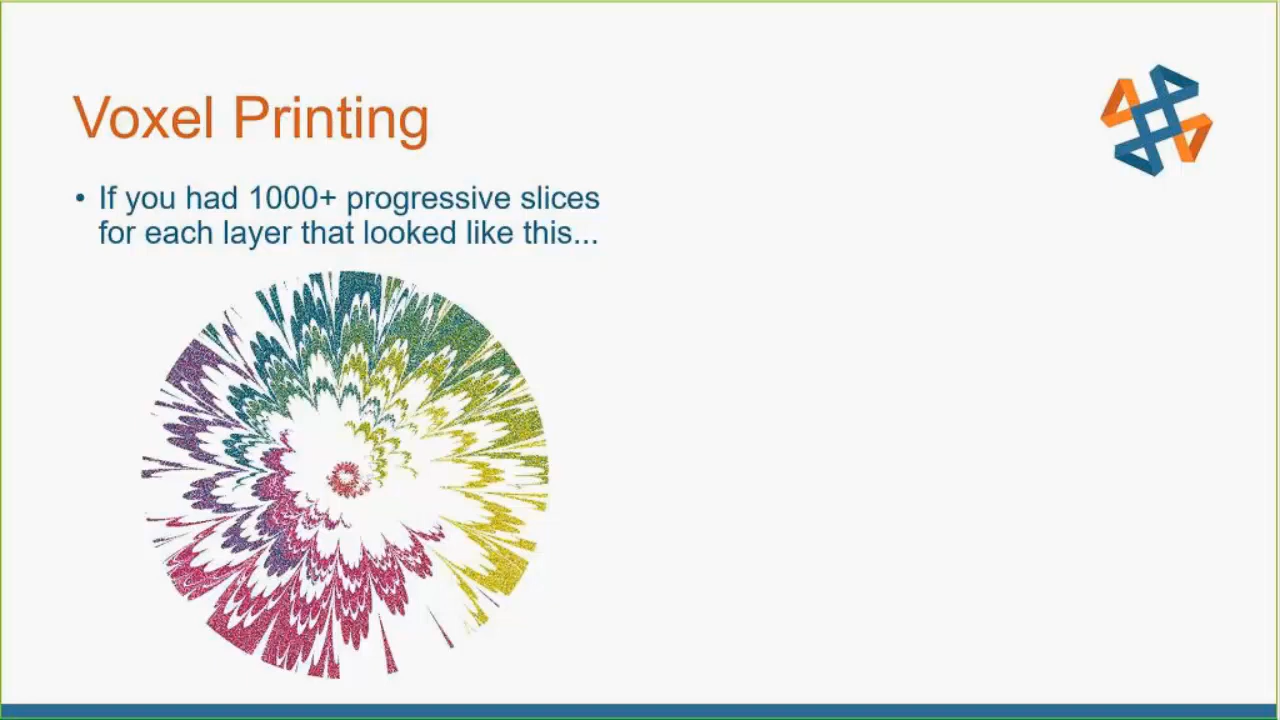 Voxel Printing
• If you had 1000+ progressive slices
for each layer that looked like this...